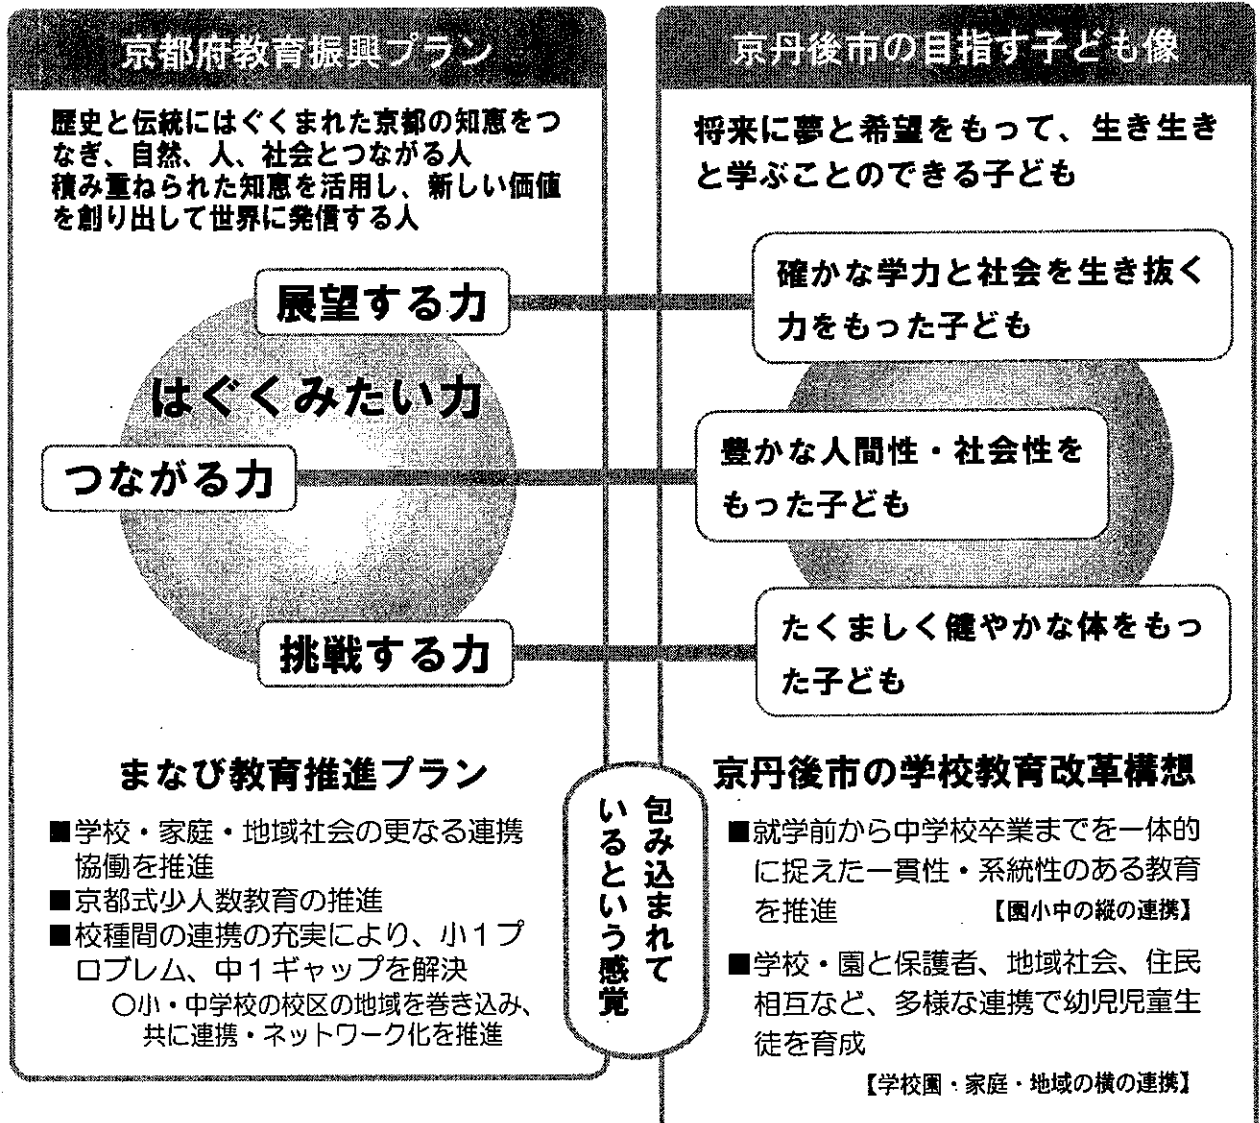 京都府教育振興プラン
歴史と伝統にはぐくまれた京都の知恵をつ
なぎ、自然、人、社会とつながる人
積み重ねられた知恵を活用し、新しい価値
を創り出して世界に発信する人
展望する力
はぐくみたい力
つながる力
挑戦する力
まなび教育推進プラン
■学校・家庭・地域社会の更なる連携
協働を推進
■京都式少人数教育の推進
■校種間の連携の充実により、小1プ
ロブレム、中1ギャップを解決
○小・中学校の校区の地域を巻き込み、
共に連携・ネットワーク化を推進
包み込まれて
いるという感覚
京丹後市の目指す子ども像
将来に夢と希望をもって、生き生き
と学ぶことのできる子ども
確かな学力と社会を生き抜く
力をもった子ども
豊かな人間性・社会性を
もった子ども
たくましく健やかな体をもっ
た子ども
京丹後市の学校教育改革構想
■就学前から中学校卒業までを一体的
に捉えた一貫性・系統性のある教育
を推進 【園小中の縦の連携】
■学校・園と保護者、地域社会、住民
相互など、多様な連携で幼児児童生
徒を育成
【学校園・家庭・地域の横の連携】